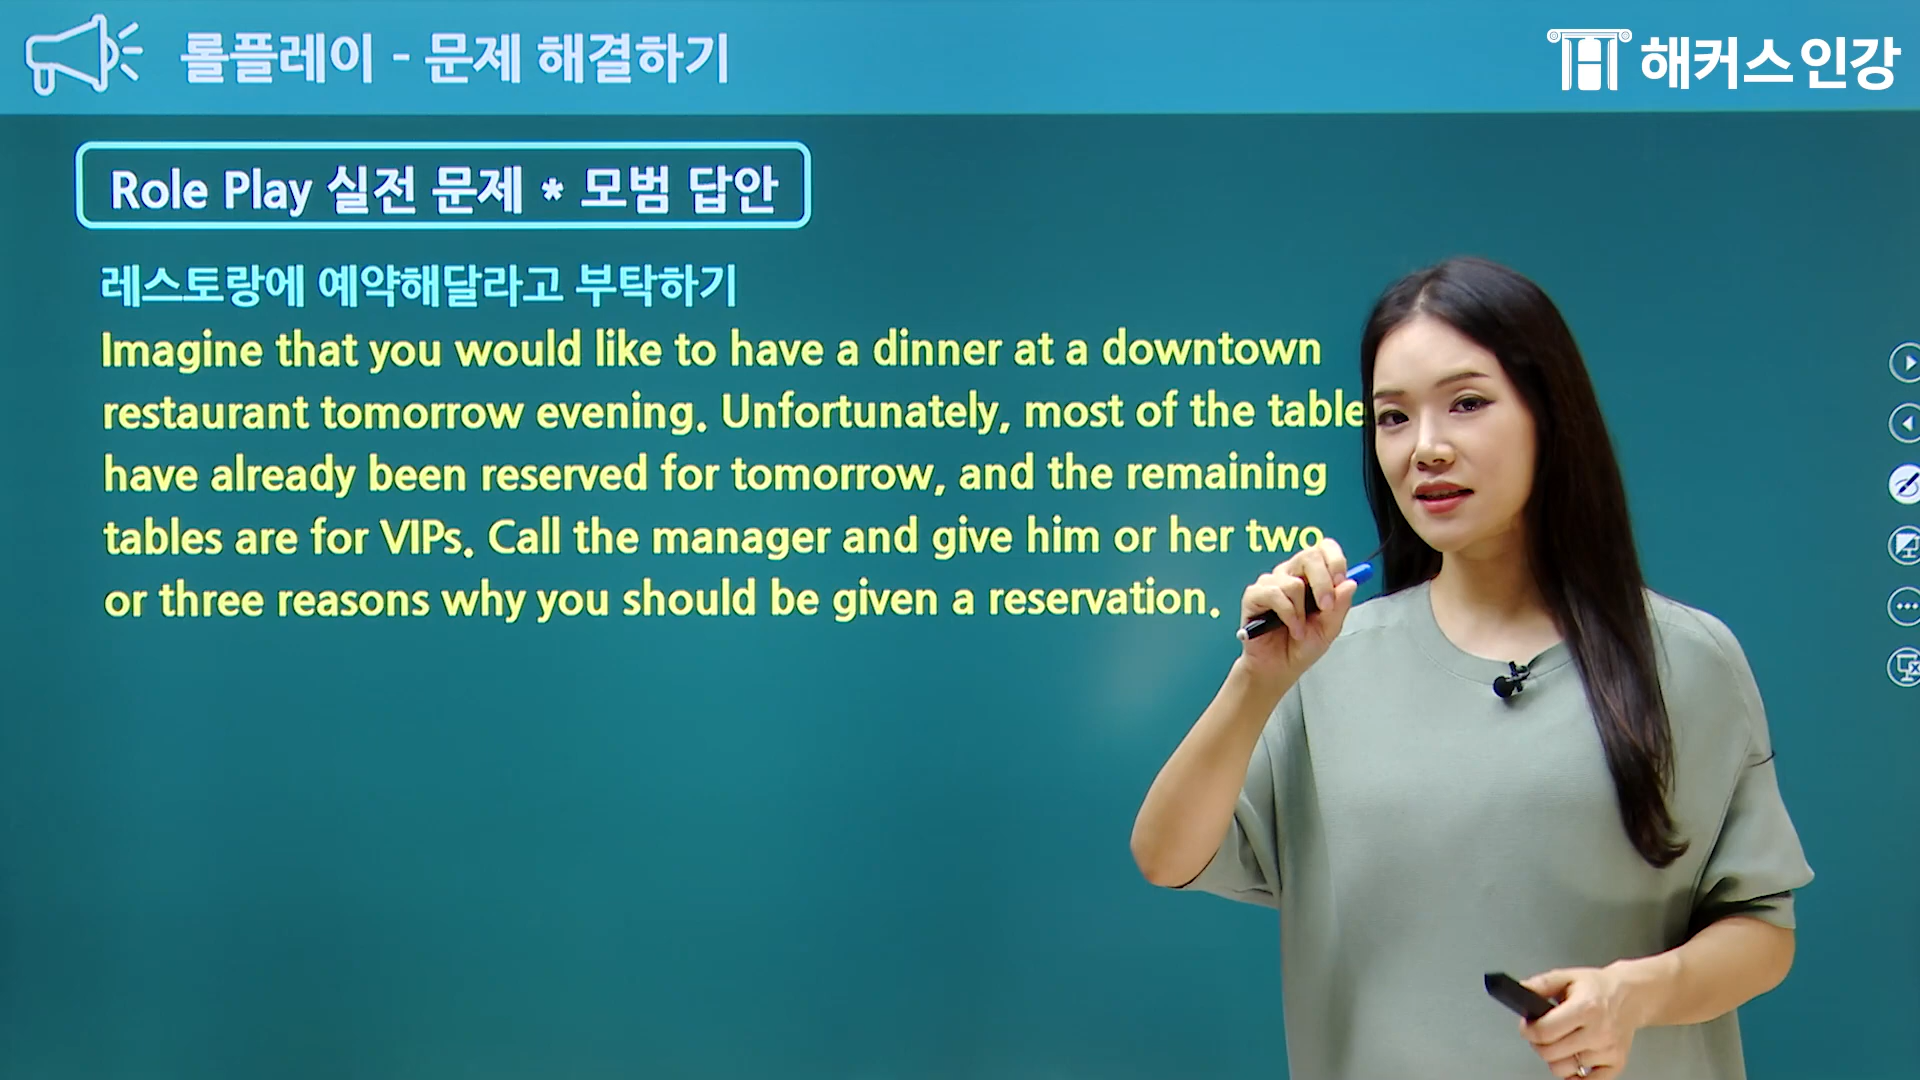 롤플레이 - 문제 해결하기
해커스인강
Role Play 실전 문제 * 모범 답안
레스토랑에 예약해달라고 부탁하기
Imagine that you would like to have a dinner at a downtown
restaurant tomorrow evening. Unfortunately, most of the table
have already been reserved for tomorrow, and the remaining
tables are for VIPs. Call the manager and give him or her two
or three reasons why you should be given a reservation.